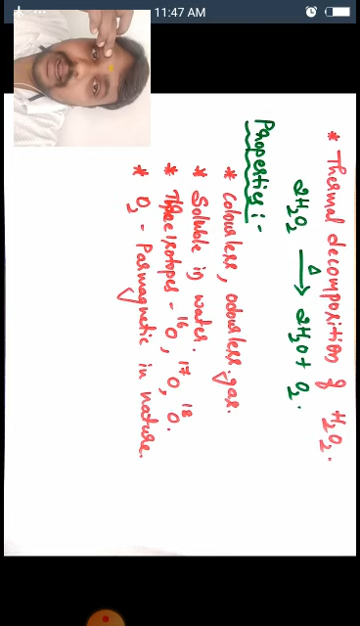 11:47 AM
* Thermal decomposition of H₂O₂.
2H₂O₂ —Δ→ 2H₂O + O₂.
Properties :-
* Colourless, odourless gas.
* Soluble in water.
* Three isotopes - ¹⁶O, ¹⁷O, ¹⁸O.
* O₂ - Parmagnetic in nature.